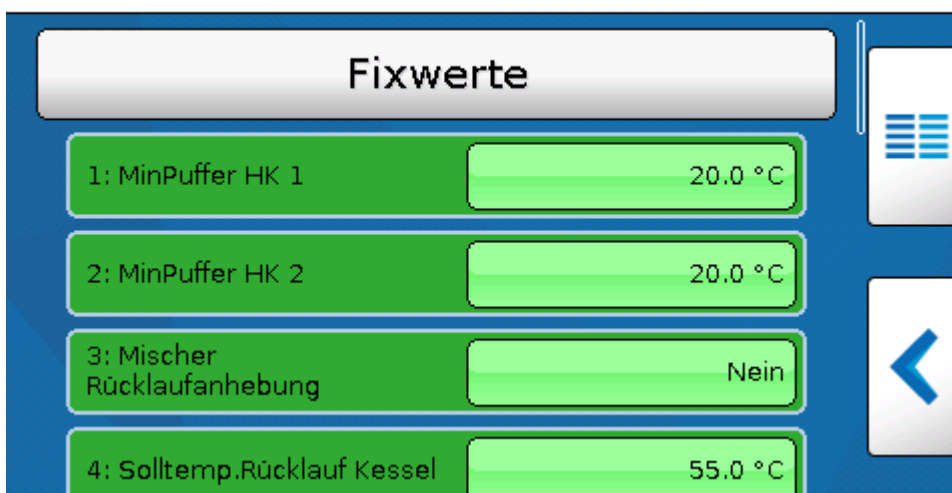 Fixwerte
1: MinPuffer HK 1
20.0 °C
2: MinPuffer HK 2
20.0 °C
3: Mischer
Rücklaufanhebung
Nein
4: Solltemp.Rücklauf Kessel
55.0 °C